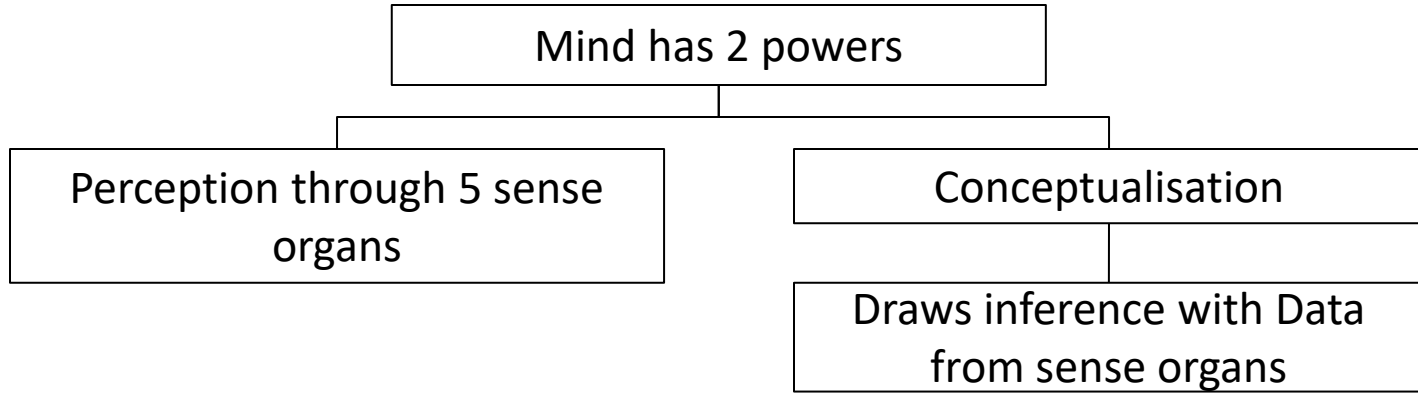 Mind has 2 powers
Perception through 5 sense
organs
Conceptualisation
Draws inference with Data
from sense organs